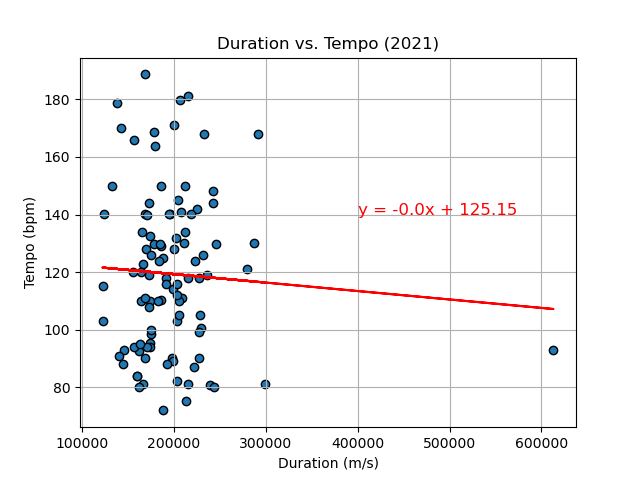 Duration vs. Tempo (2021)
180
160
140
120
100
80
Tempo (bpm)
y = -0.0x + 125.15
100000 200000 300000 400000 500000 600000
Duration (m/s)